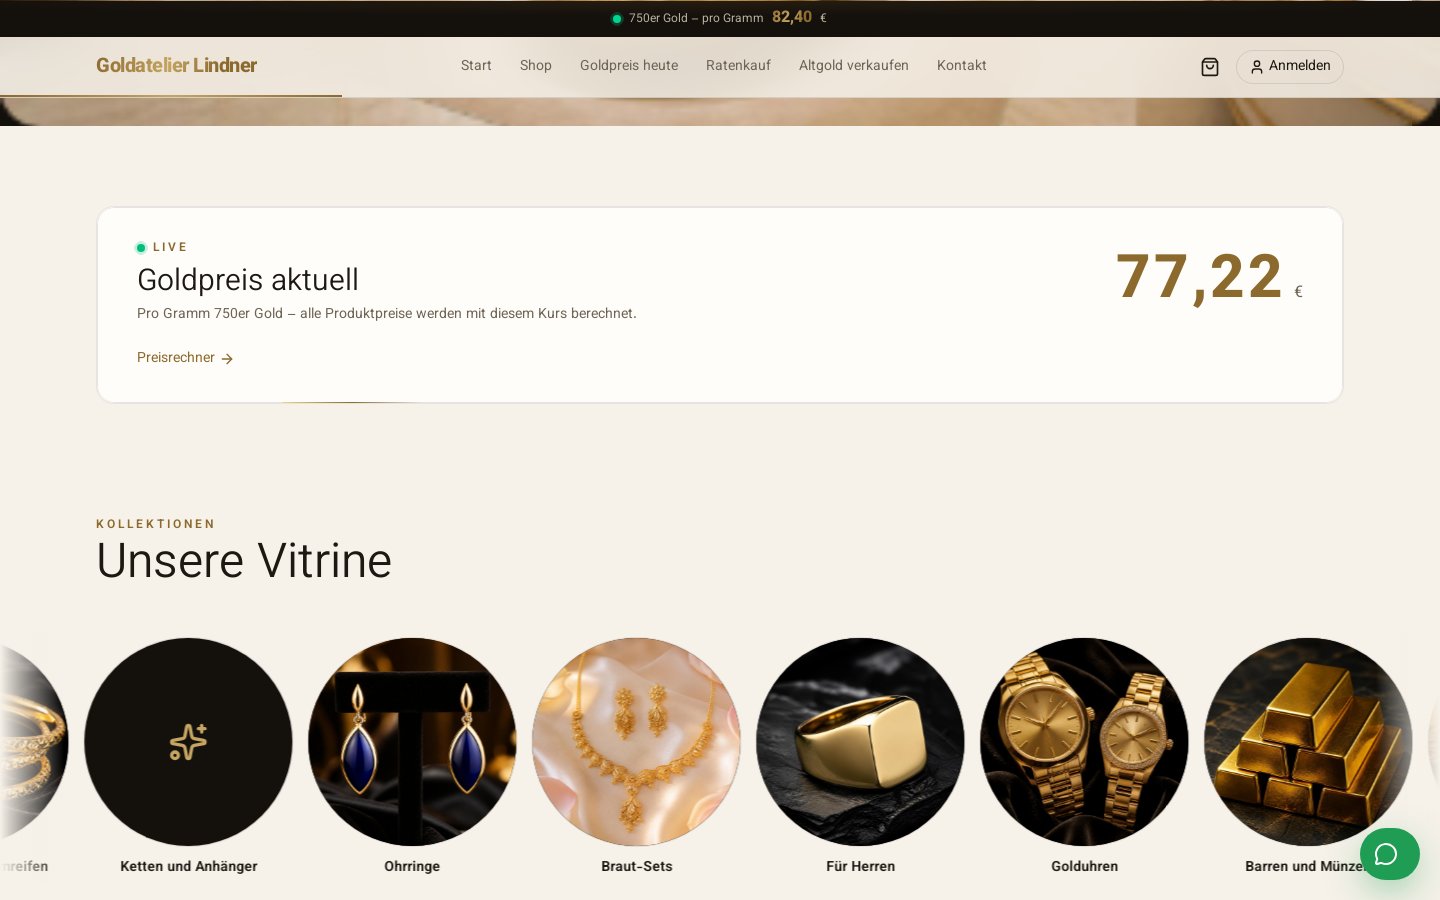 750er Gold – pro Gramm 82,40 €
Goldatelier Lindner
Start Shop Goldpreis heute Ratenkauf Altgold verkaufen Kontakt
Anmelden
LIVE
Goldpreis aktuell
77,22 €
Pro Gramm 750er Gold – alle Produktpreise werden mit diesem Kurs berechnet.
Preisrechner
KOLLEKTIONEN
Unsere Vitrine
Ketten und Anhänger Ohrringe Braut-Sets Für Herren Golduhren Barren und